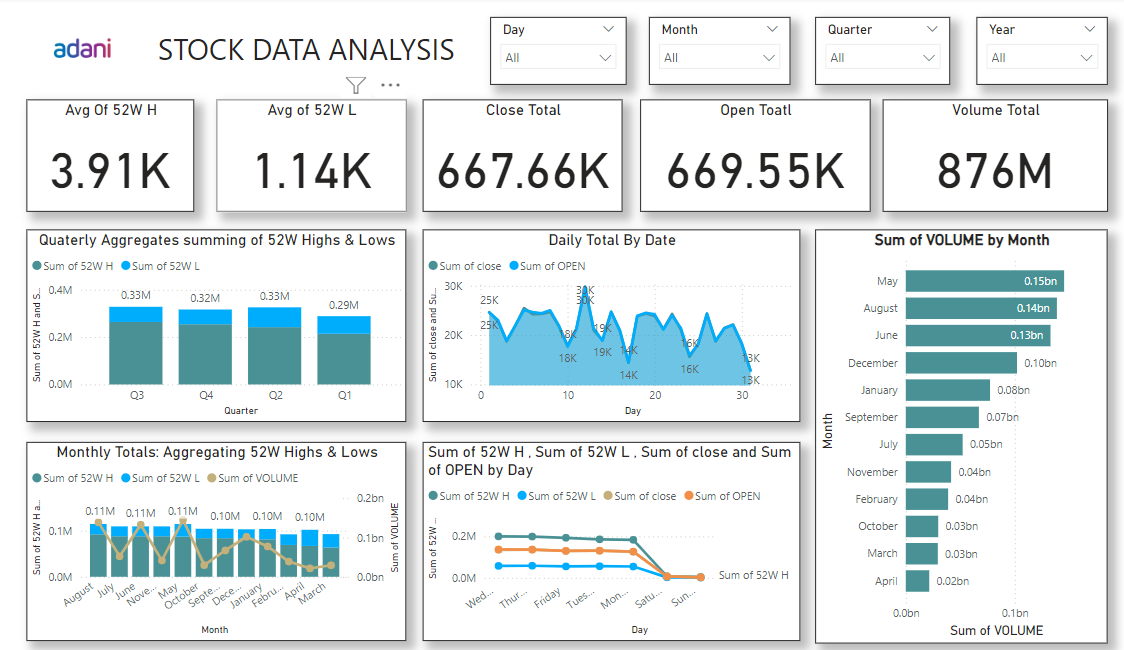 adani
STOCK DATA ANALYSIS
Day
All
Month
All
Quarter
All
Year
All
Avg Of 52W H
3.91K
Avg of 52W L
1.14K
Close Total
667.66K
Open Toatl
669.55K
Volume Total
876M
Quaterly Aggregates summing of 52W Highs & Lows
Sum of 52W H Sum of 52W L
Sum of 52W H and S...
0.4M
0.2M
0.0M
0.33M
0.32M
0.33M
0.29M
Q3 Q4 Q2 Q1
Quarter
Daily Total By Date
Sum of close Sum of OPEN
Sum of close and Su...
30K
20K
10K
25K
25K
18K
18K
30K
30K
19K
19K
14K
14K
16K
16K
13K
13K
0 10 20 30
Day
Sum of VOLUME by Month
Month
May 0.15bn
August 0.14bn
June 0.13bn
December 0.10bn
January 0.08bn
September 0.07bn
July 0.05bn
November 0.04bn
February 0.04bn
October 0.03bn
March 0.03bn
April 0.02bn
0.0bn 0.1bn
Sum of VOLUME
Monthly Totals: Aggregating 52W Highs & Lows
Sum of 52W H Sum of 52W L Sum of VOLUME
Sum of 52W H a...
0.1M
0.0M
0.11M 0.11M 0.11M 0.10M 0.10M 0.10M
0.2bn
0.1bn
0.0bn
Sum of VOLUME
August July June Nove... May October Septe... Dece... January Febru... April March
Month
Sum of 52W H , Sum of 52W L , Sum of close and Sum
of OPEN by Day
Sum of 52W H Sum of 52W L Sum of close Sum of OPEN
Sum of 52W ...
0.2M
0.0M
Sum of 52W H
Wed... Thur... Friday Tues... Mon... Satu... Sun...
Day